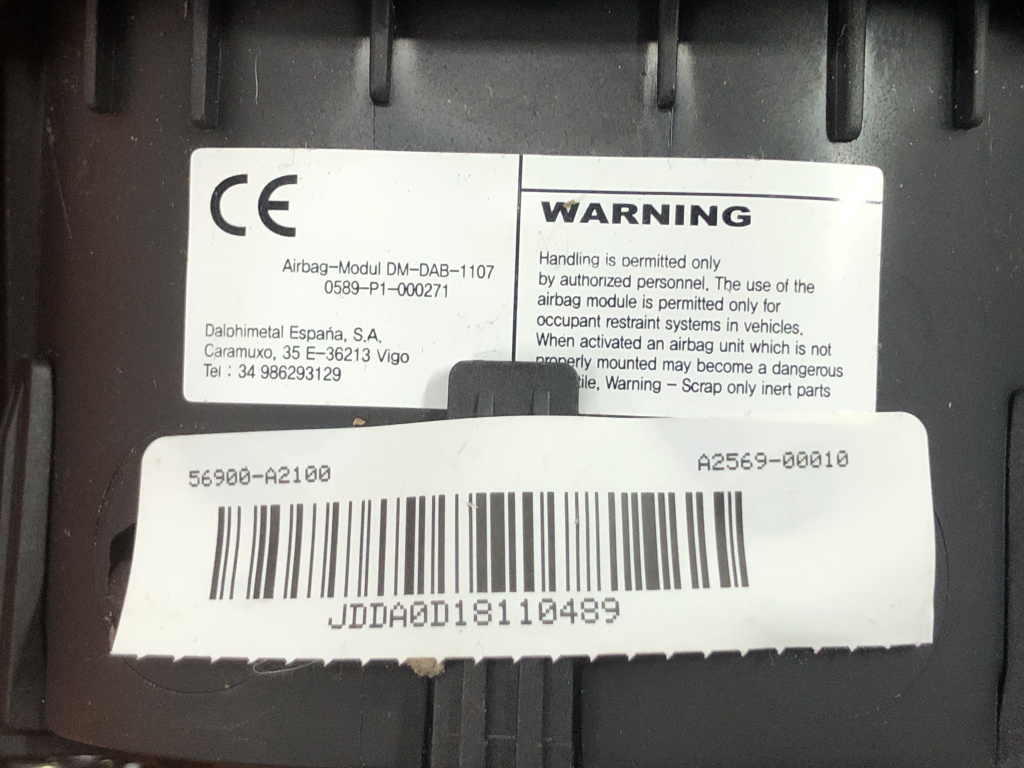 CE
Airbag-Modul DM-DAB-1107
0589-P1-000271
Dalohimetal España, S.A.
Caramuxo, 35 E-36213 Vigo
Tel : 34 986293129
WARNING
Handling is permitted only
by authorized personnel. The use of the
airbag module is permitted only for
occupant restraint systems in vehicles.
When activated an airbag unit which is not
properly mounted may become a dangerous
Warning - Scrap only inert parts
56900-A2100
A2569-00010
JDDA0D18110489